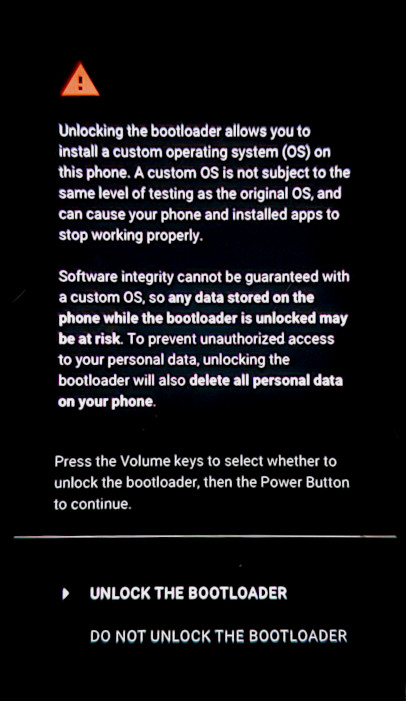 Unlocking the bootloader allows you to
install a custom operating system (OS) on
this phone. A custom OS is not subject to the
same level of testing as the original OS, and
can cause your phone and installed apps to
stop working properly.
Software integrity cannot be guaranteed with
a custom OS, so any data stored on the
phone while the bootloader is unlocked may
be at risk. To prevent unauthorized access
to your personal data, unlocking the
bootloader will also delete all personal data
on your phone.
Press the Volume keys to select whether to
unlock the bootloader, then the Power Button
to continue.
UNLOCK THE BOOTLOADER
DO NOT UNLOCK THE BOOTLOADER